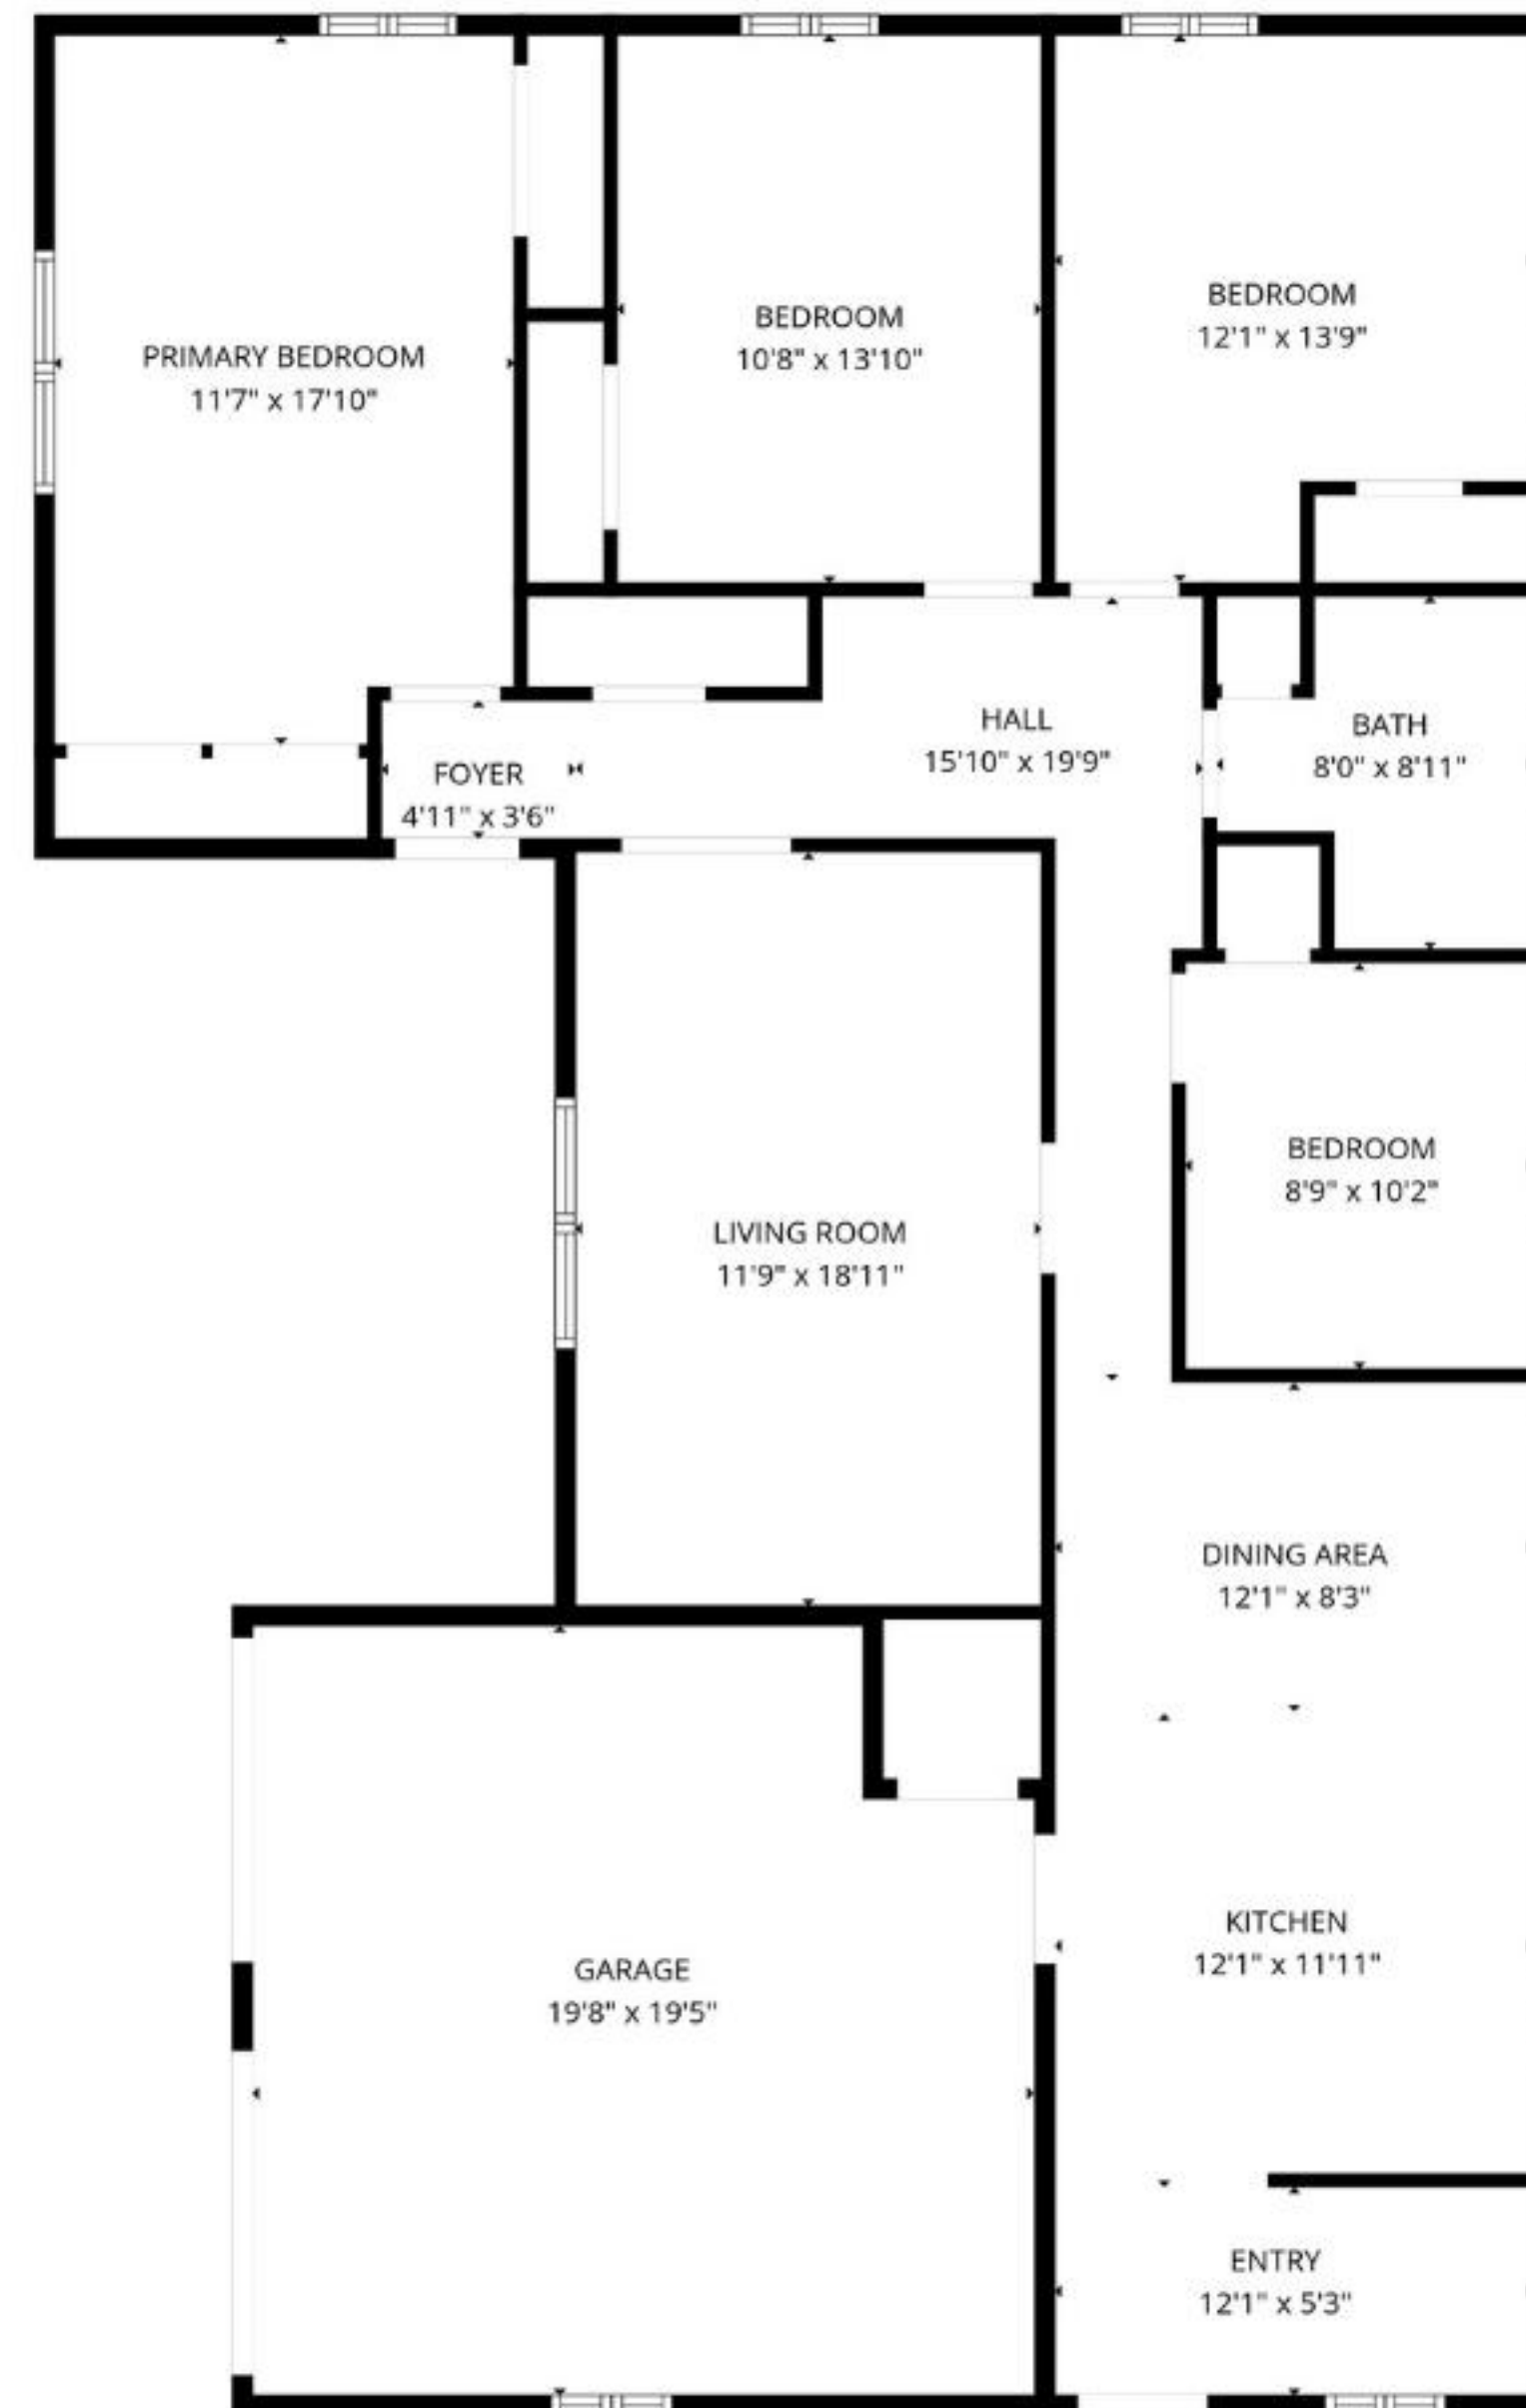 BEDROOM
12'1" x 13'9"
BEDROOM
10'8" x 13'10"
PRIMARY BEDROOM
11'7" x 17'10"
HALL
15'10" x 19'9"
BATH
8'0" x 8'11"
FOYER
4'11" x 3'6"
BEDROOM
8'9" x 10'2"
LIVING ROOM
11'9" x 18'11"
DINING AREA
12'1" x 8'3"
KITCHEN
12'1" x 11'11"
GARAGE
19'8" x 19'5"
ENTRY
12'1" x 5'3"